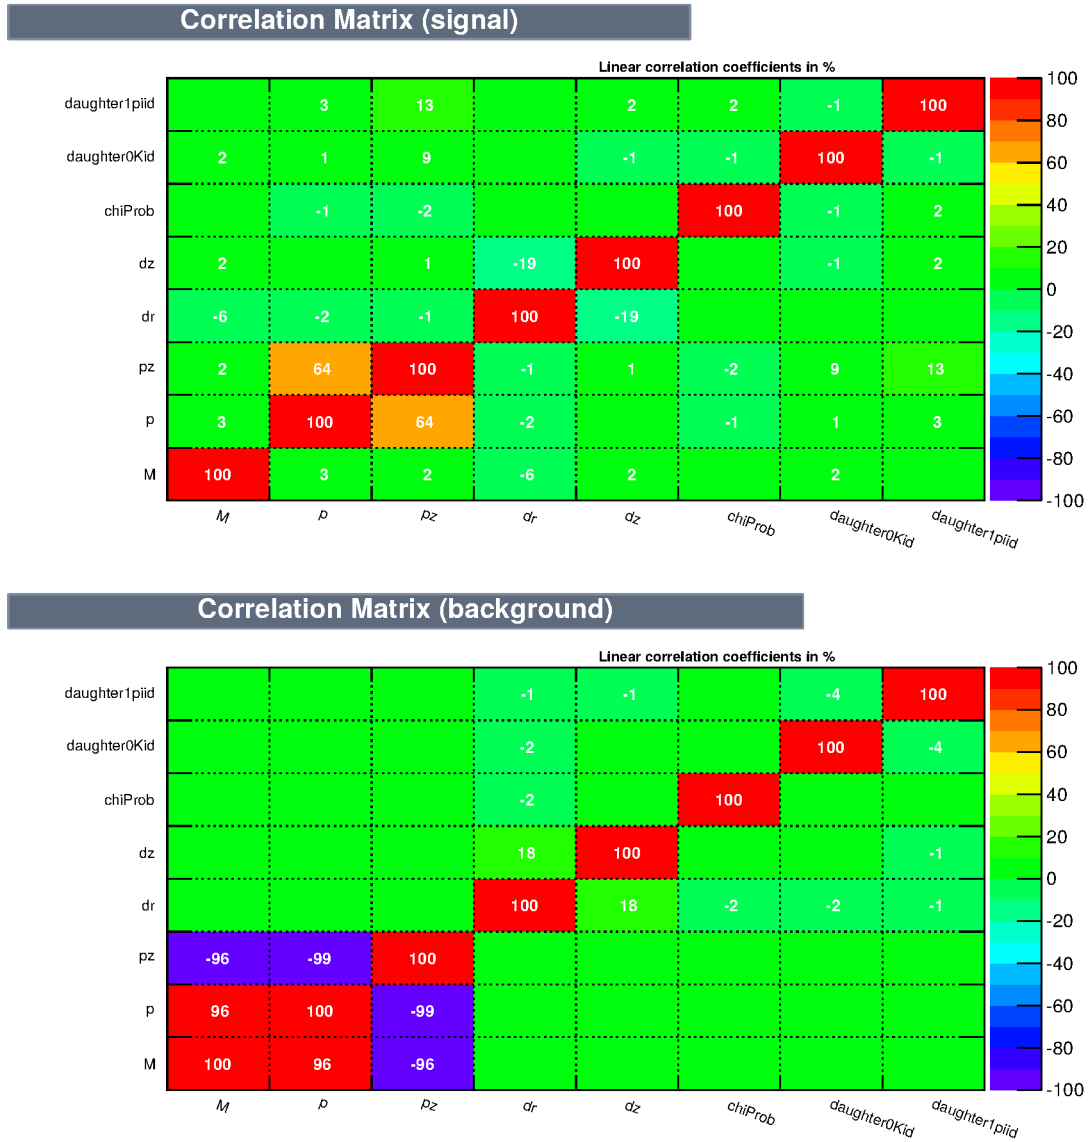 Correlation Matrix (signal)
Linear correlation coefficients in %
daughter1piid 3 13 2 2 -1 100
daughter0Kid 2 1 9 -1 -1 100 -1
chiProb -1 -2 100 -1 2
dz 2 1 -19 100 -1 2
dr -6 -2 -1 100 -19
pz 2 64 100 -1 1 -2 9 13
p 3 100 64 -2 -1 1 3
M 100 3 2 -6 2 2
M p pz dr dz chiProb daughter0Kid daughter1piid
100
80
60
40
20
0
-20
-40
-60
-80
-100
Correlation Matrix (background)
Linear correlation coefficients in %
daughter1piid -1 -1 -4 100
daughter0Kid -2 100 -4
chiProb -2 100
dz 18 100 -1
dr 100 18 -2 -2 -1
pz -96 -99 100
p 96 100 -99
M 100 96 -96
M p pz dr dz chiProb daughter0Kid daughter1piid
100
80
60
40
20
0
-20
-40
-60
-80
-100